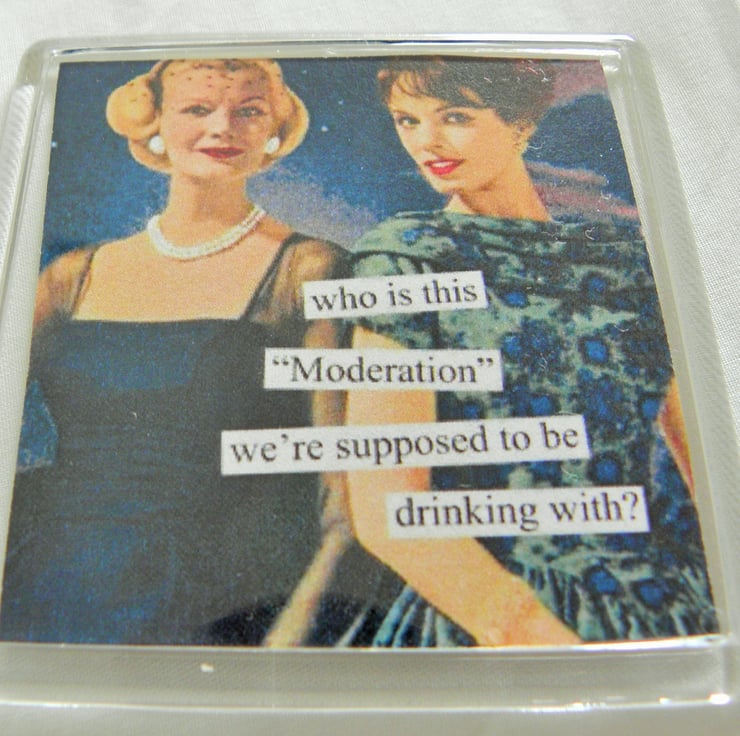 who is this
“Moderation”
we’re supposed to be
drinking with?